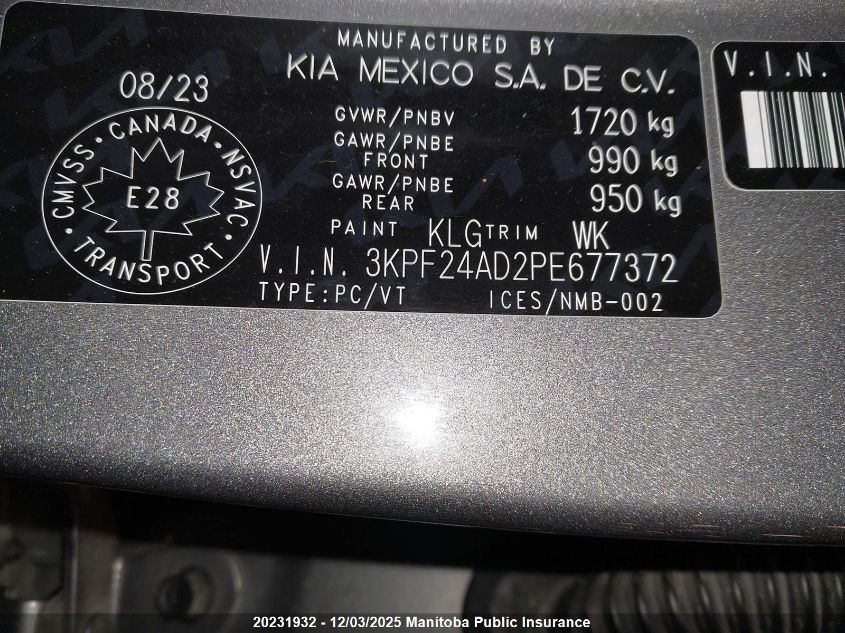 MANUFACTURED BY
KIA MEXICO S.A. DE C.V.
08/23
GVWR/PNBV 1720 kg
GAWR/PNBE FRONT 990 kg
GAWR/PNBE REAR 950 kg
PAINT KLG TRIM WK
V.I.N. 3KPF24AD2PE677372
TYPE:PC/VT ICES/NMB-002
CMVSS · CANADA · NSVAC · TRANSPORT ·
E28
V.I.N.
20231932 - 12/03/2025 Manitoba Public Insurance